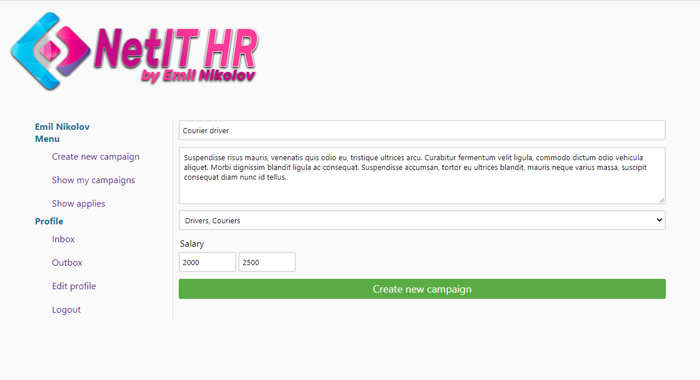 NetIT HR
by Emil Nikolov
Emil Nikolov
Menu
Create new campaign
Show my campaigns
Show applies
Profile
Inbox
Outbox
Edit profile
Logout
Courier driver
Suspendisse risus mauris, venenatis quis odio eu, tristique ultrices arcu. Curabitur fermentum velit ligula, commodo dictum odio vehicula
aliquet. Morbi dignissim blandit ligula ac consequat. Suspendisse accumsan, tortor eu ultrices blandit, mauris neque varius massa, suscipit
consequat diam nunc id tellus.
Drivers, Couriers
Salary
2000 2500
Create new campaign